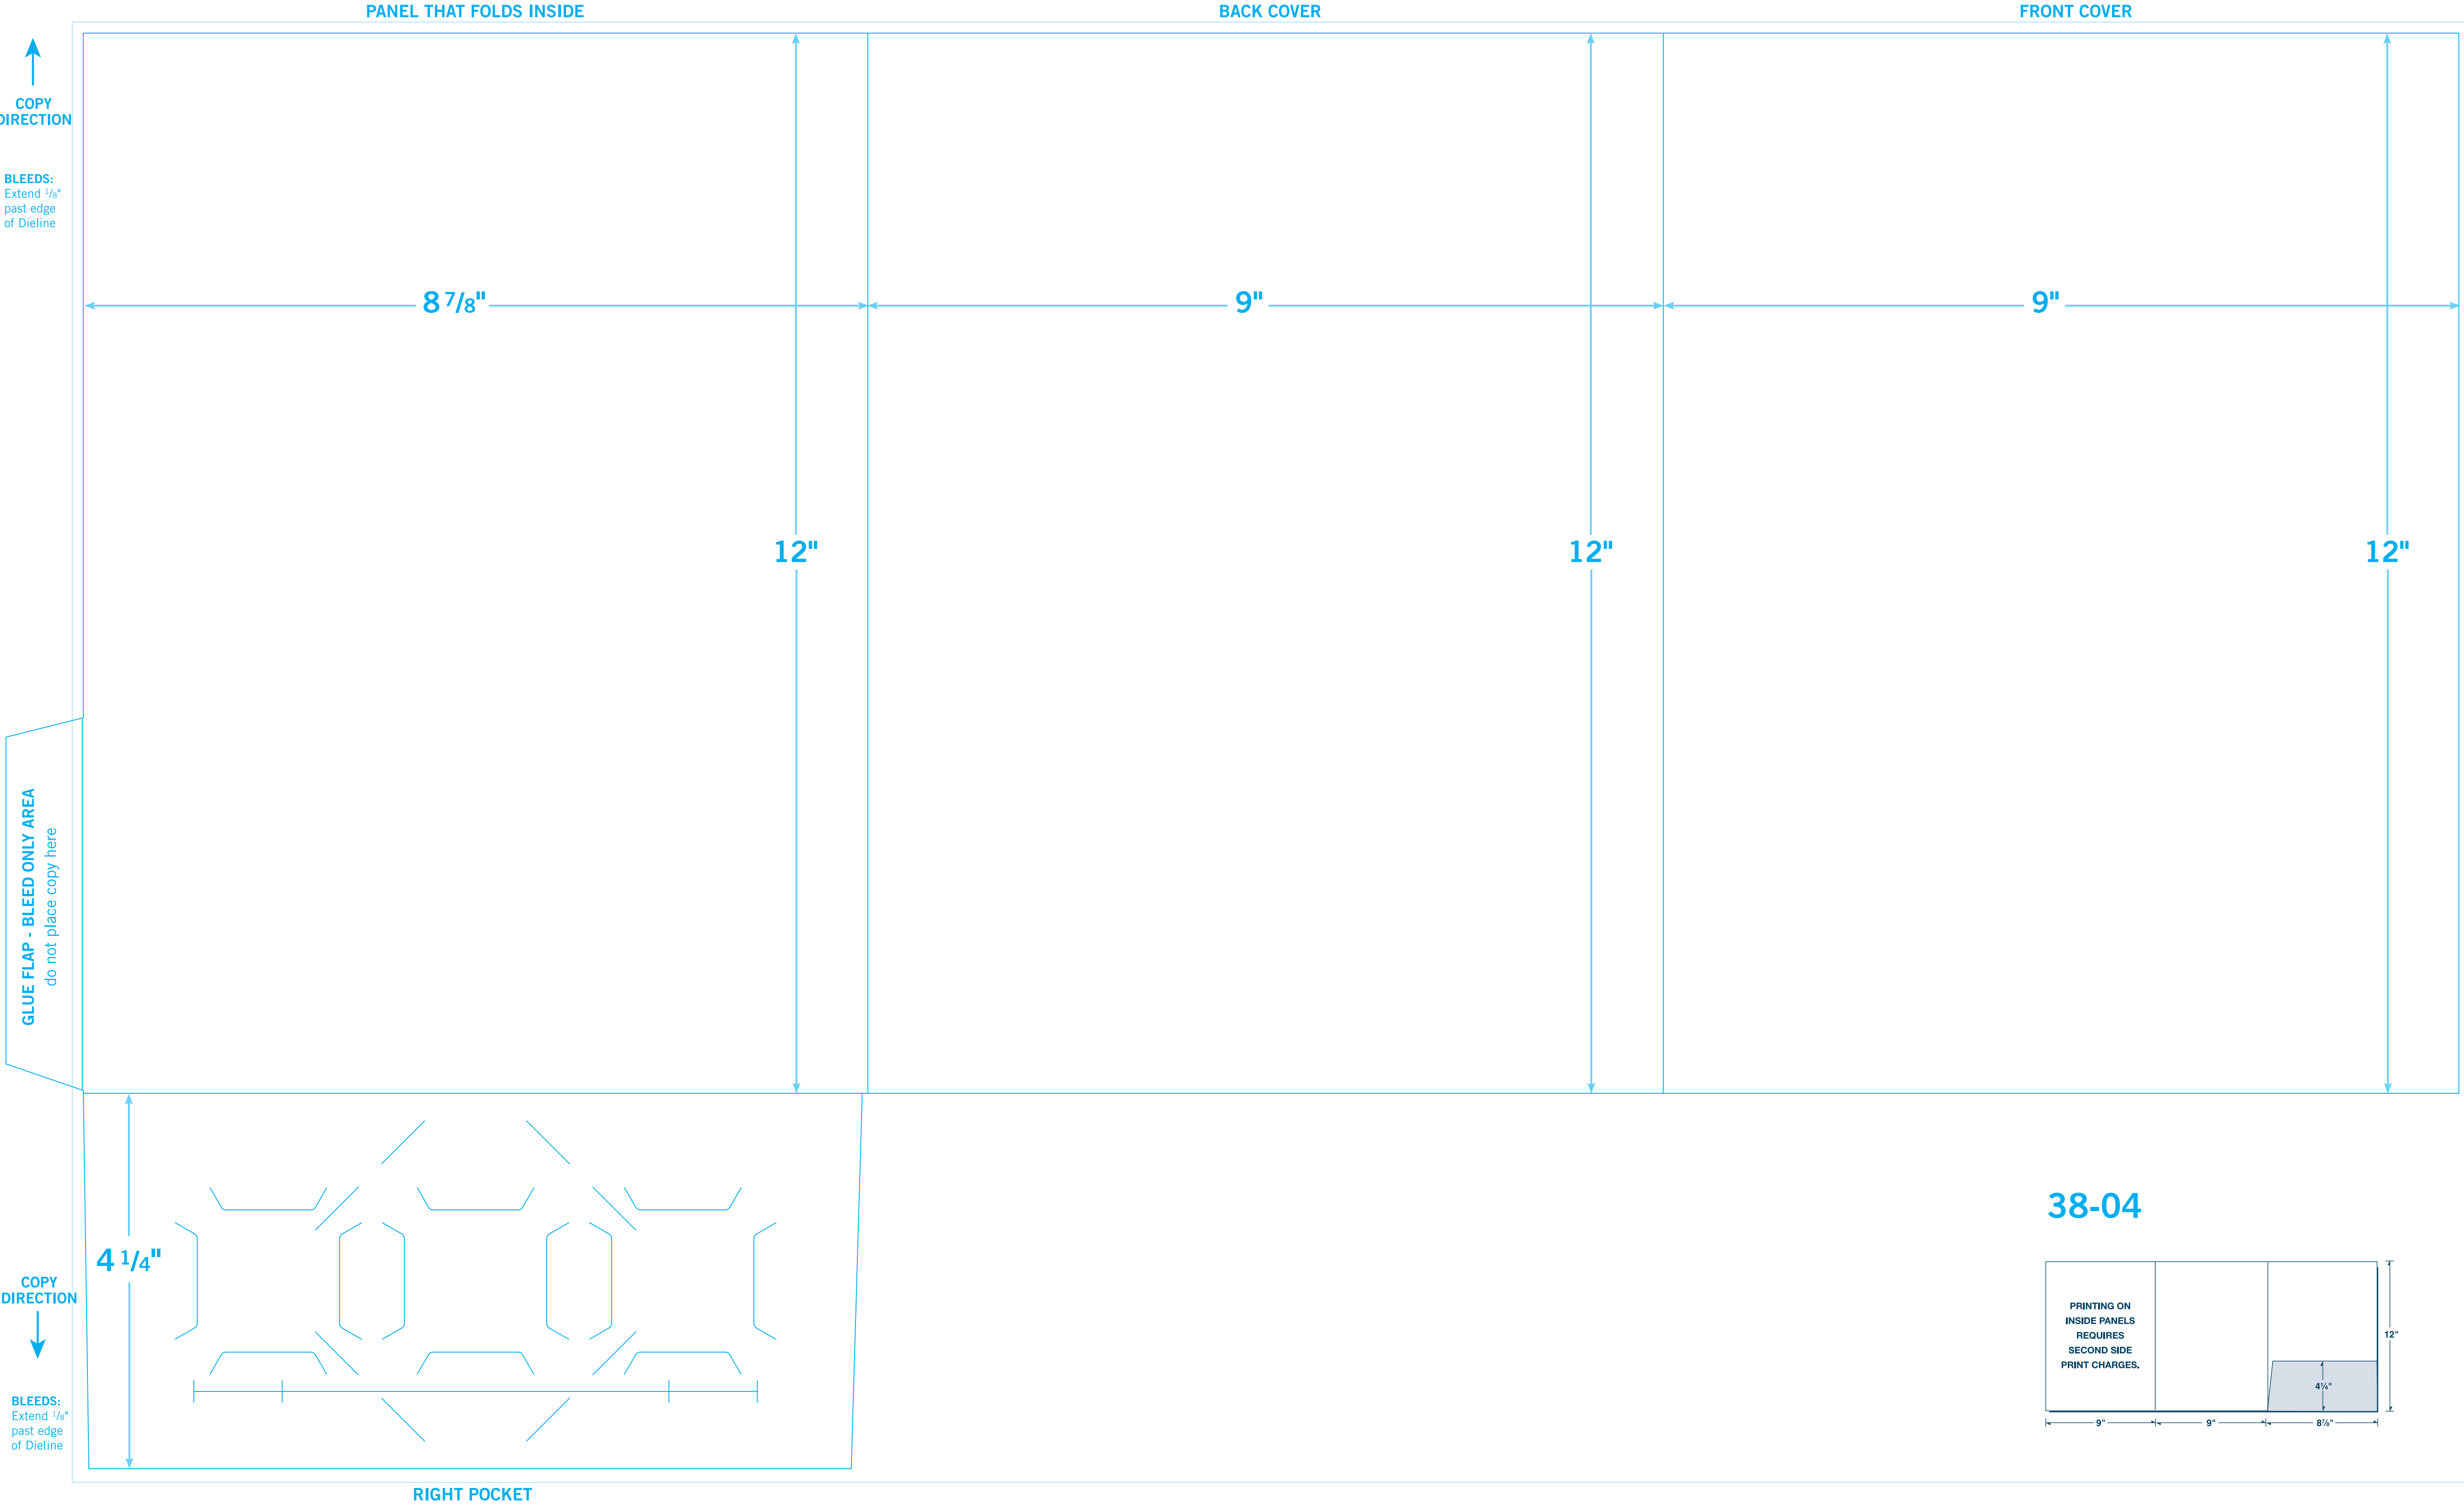 PANEL THAT FOLDS INSIDE
BACK COVER
FRONT COVER
COPY
DIRECTION
BLEEDS:
Extend 1/8"
past edge
of Dieline
8 7/8"
9"
9"
12"
12"
12"
GLUE FLAP - BLEED ONLY AREA
do not place copy here
4 1/4"
COPY
DIRECTION
BLEEDS:
Extend 1/8"
past edge
of Dieline
RIGHT POCKET
38-04
PRINTING ON
INSIDE PANELS
REQUIRES
SECOND SIDE
PRINT CHARGES.
12"
4¼"
9"
9"
8⅞"